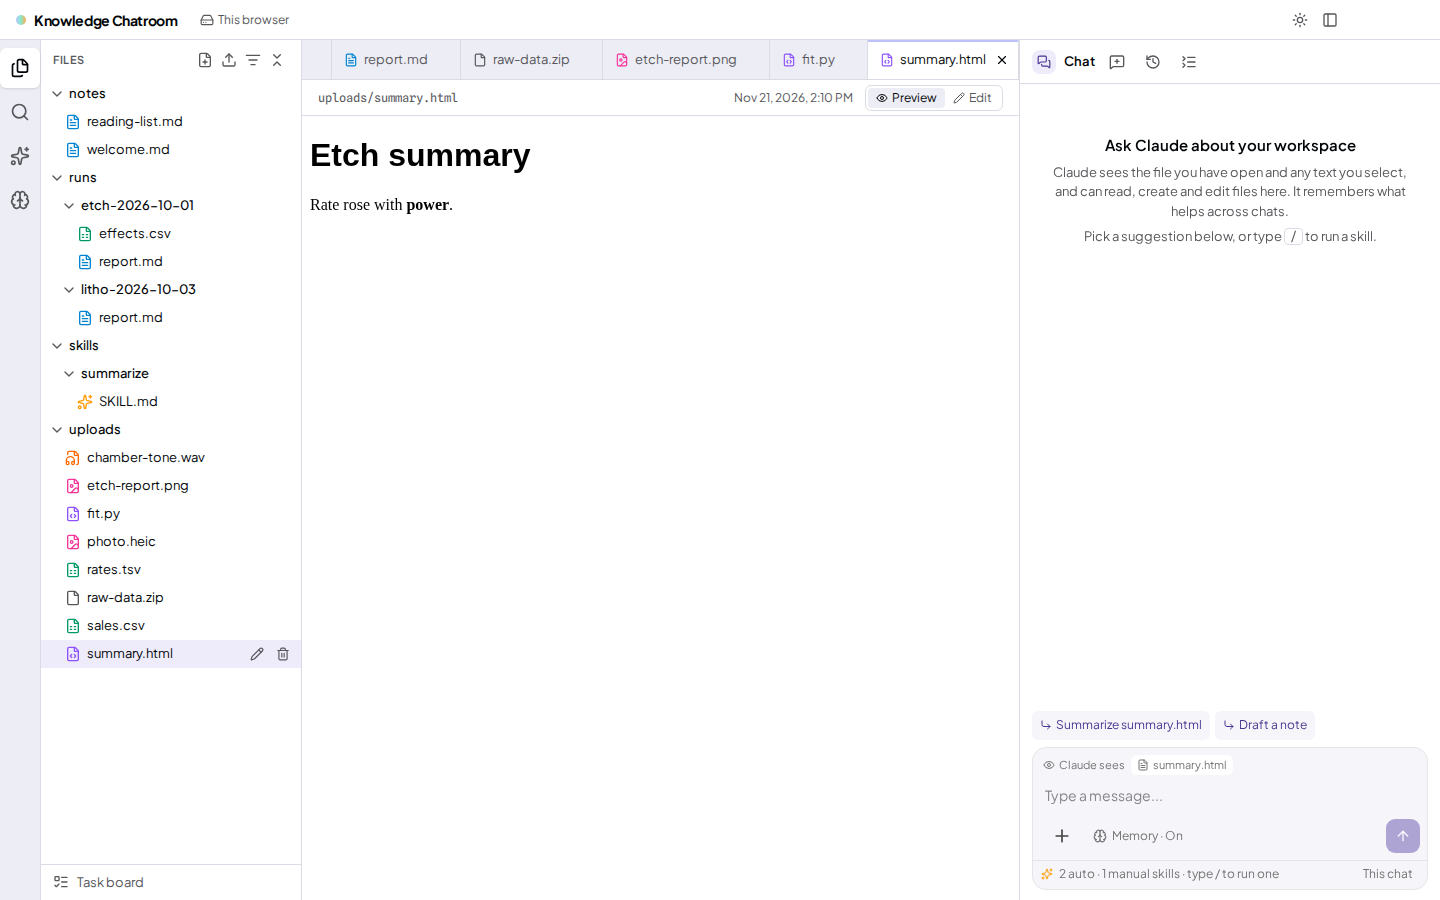 Knowledge Chatroom
This browser
FILES
notes
reading-list.md
welcome.md
runs
etch-2026-10-01
effects.csv
report.md
litho-2026-10-03
report.md
skills
summarize
SKILL.md
uploads
chamber-tone.wav
etch-report.png
fit.py
photo.heic
rates.tsv
raw-data.zip
sales.csv
summary.html
Task board
report.md
raw-data.zip
etch-report.png
fit.py
summary.html
uploads/summary.html
Nov 21, 2026, 2:10 PM
Preview
Edit
Etch summary
Rate rose with power.
Chat
Ask Claude about your workspace
Claude sees the file you have open and any text you select,
and can read, create and edit files here. It remembers what
helps across chats.
Pick a suggestion below, or type / to run a skill.
Summarize summary.html
Draft a note
Claude sees
summary.html
Type a message...
Memory · On
2 auto · 1 manual skills · type / to run one
This chat